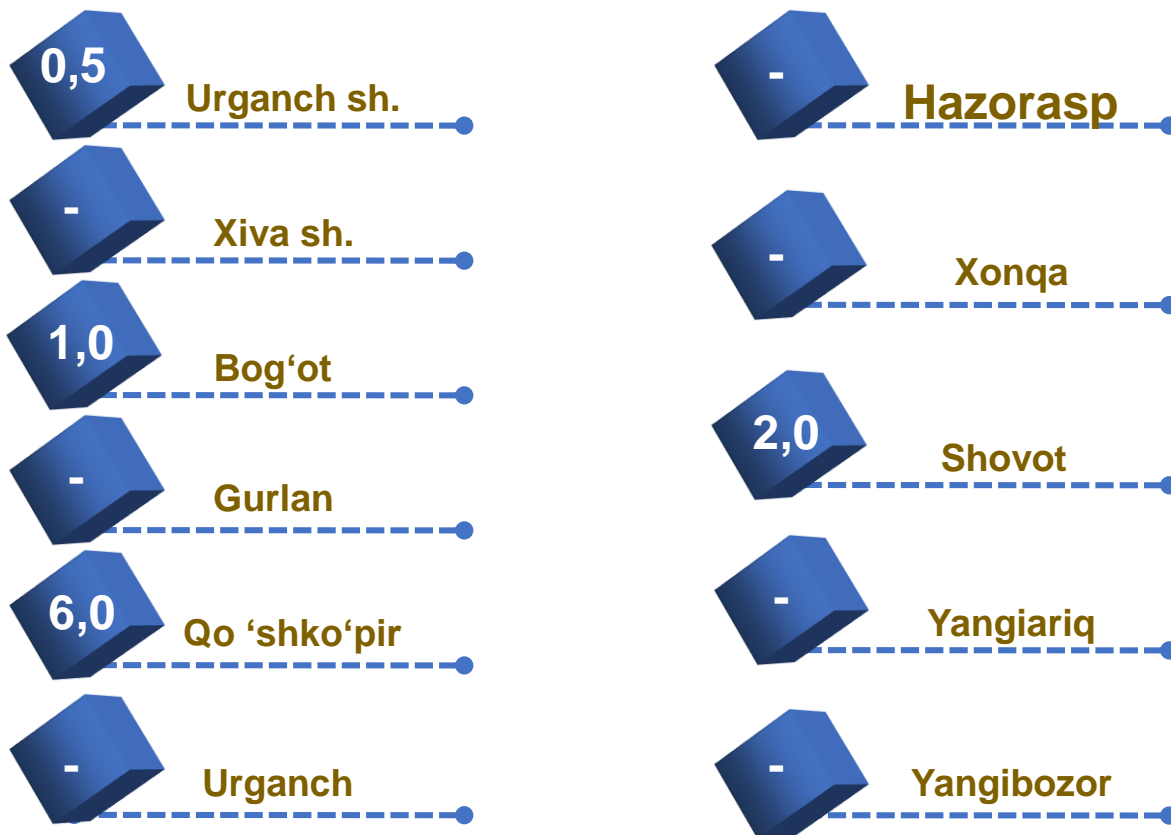 0,5
Urganch sh.
-
Xiva sh.
1,0
Bog‘ot
-
Gurlan
6,0
Qo ‘shko‘pir
-
Urganch
-
Hazorasp
-
Xonqa
2,0
Shovot
-
Yangiariq
-
Yangibozor